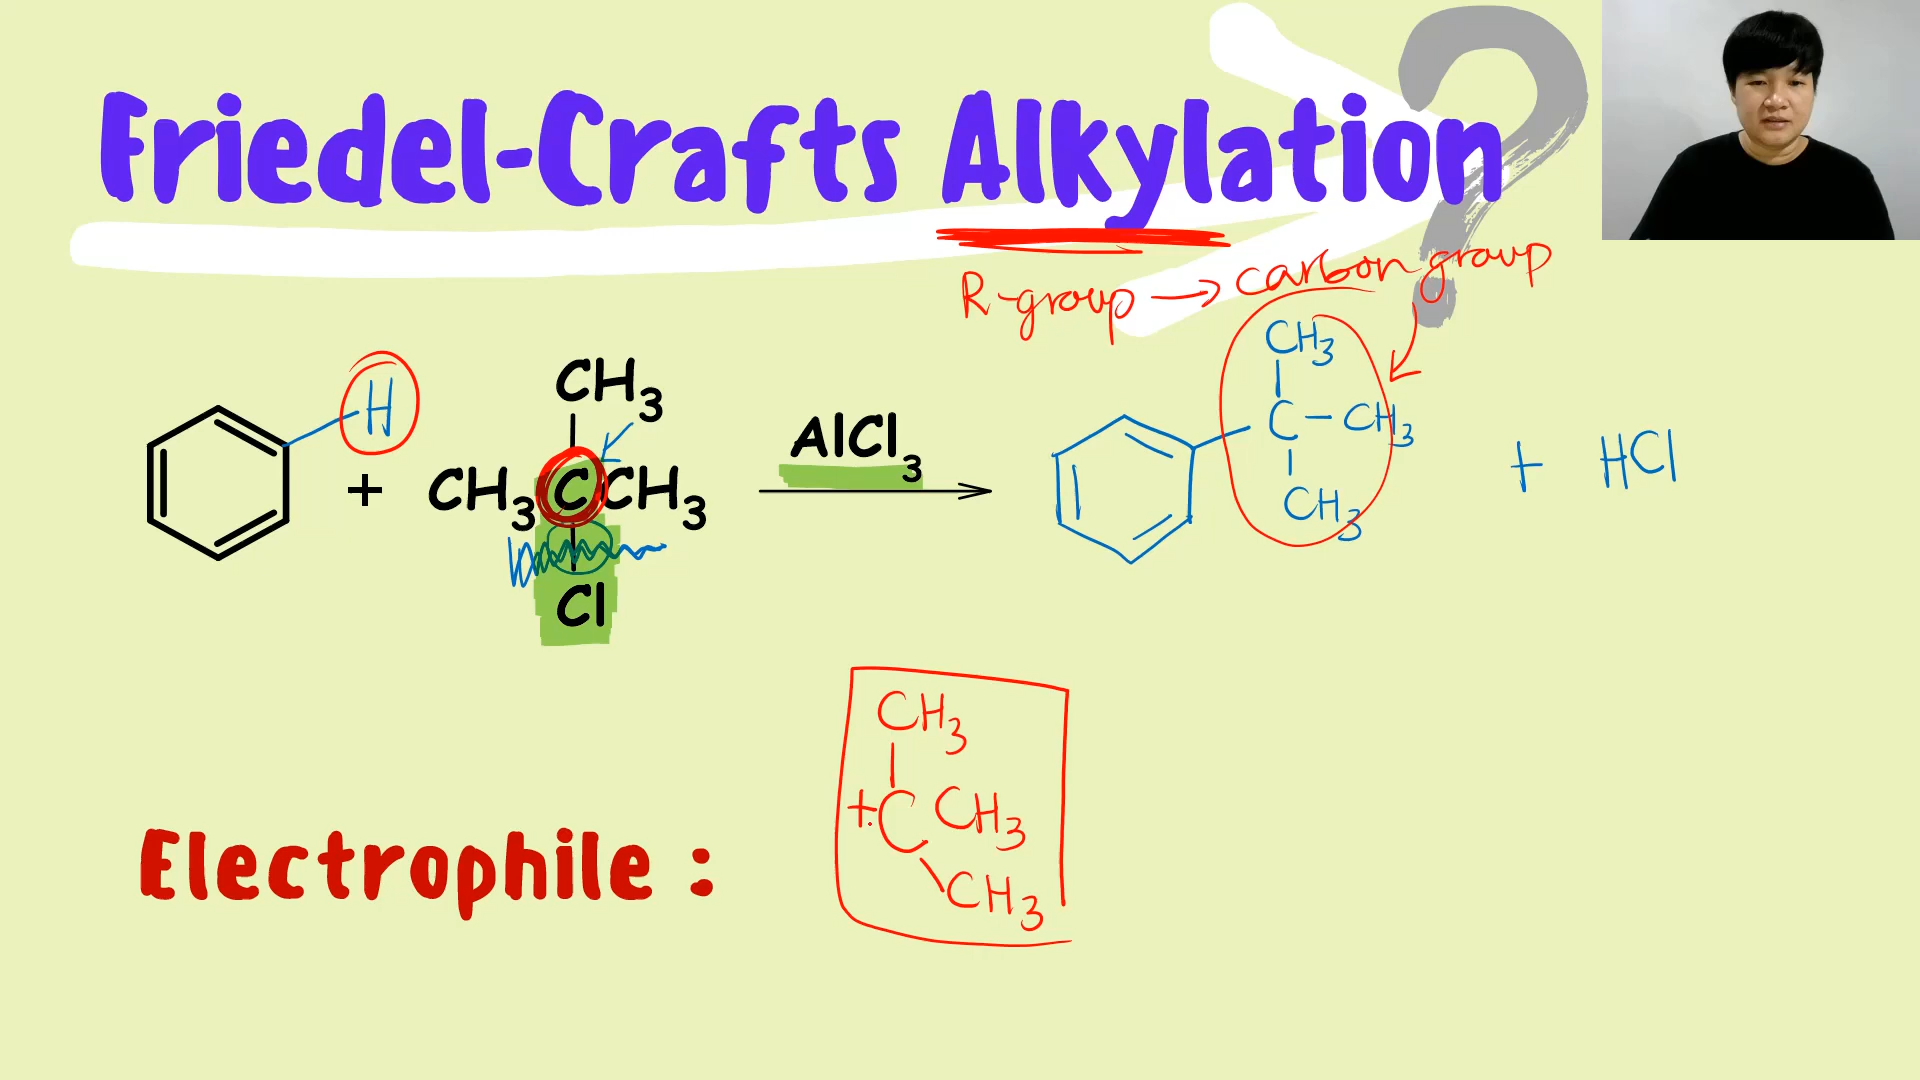 Friedel-Crafts Alkylation ?
R-group → carbon group
H
+
CH3
CH3 C CH3
Cl
AlCl3
CH3
C - CH3
CH3
+ HCl
Electrophile :
CH3
+C CH3
CH3